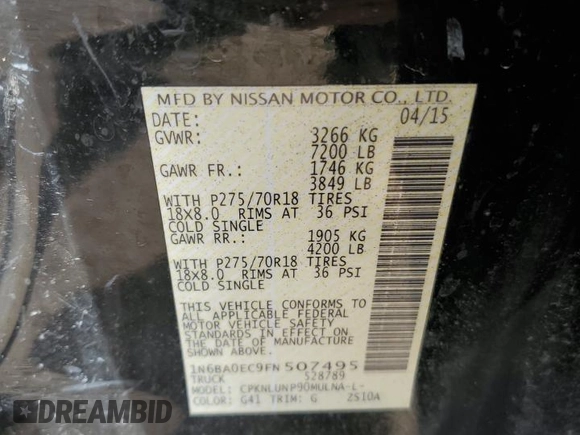 MFD BY NISSAN MOTOR CO., LTD.
DATE: 04/15
GVWR: 3266 KG
7200 LB
GAWR FR.: 1746 KG
3849 LB
WITH P275/70R18 TIRES
18X8.0 RIMS AT 36 PSI
COLD SINGLE
GAWR RR.: 1905 KG
4200 LB
WITH P275/70R18 TIRES
18X8.0 RIMS AT 36 PSI
COLD SINGLE
THIS VEHICLE CONFORMS TO
ALL APPLICABLE FEDERAL
MOTOR VEHICLE SAFETY
STANDARDS IN EFFECT ON
THE DATE OF MANUFACTURE
SHOWN ABOVE.
1N6BA0EC9FN507495
TRUCK 528789
MODEL: CPKNLUNP90MULNA-L-
COLOR: G41 TRIM: G 2S10A
DREAMBID